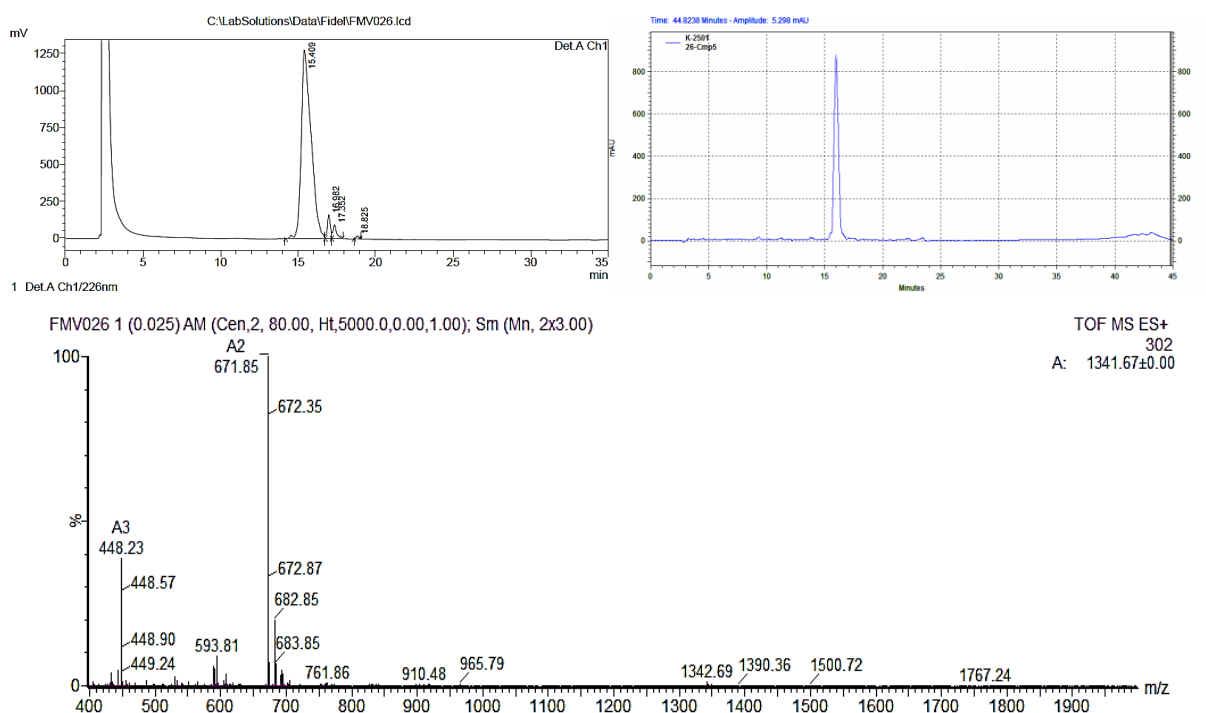 C:\LabSolutions\Data\Fidel\FMV026.lcd
mV
Det.A Ch1
1250
1000
750
500
250
0
15.409
16.982
17.352
18.825
0 5 10 15 20 25 30 35
min
1 Det.A Ch1/226nm
Time: 44.8238 Minutes - Amplitude: 5.298 mAU
K-2501
26-Cmp5
mAU
800 800
600 600
400 400
200 200
0 0
0 5 10 15 20 25 30 35 40 45
Minutes
FMV026 1 (0.025) AM (Cen,2, 80.00, Ht,5000.0,0.00,1.00); Sm (Mn, 2x3.00)
TOF MS ES+
302
A: 1341.67±0.00
100
%
0
A2
671.85
672.35
A3
448.23
448.57
672.87
682.85
448.90
593.81
683.85
449.24
761.86
910.48
965.79
1342.69
1390.36
1500.72
1767.24
400 500 600 700 800 900 1000 1100 1200 1300 1400 1500 1600 1700 1800 1900
m/z